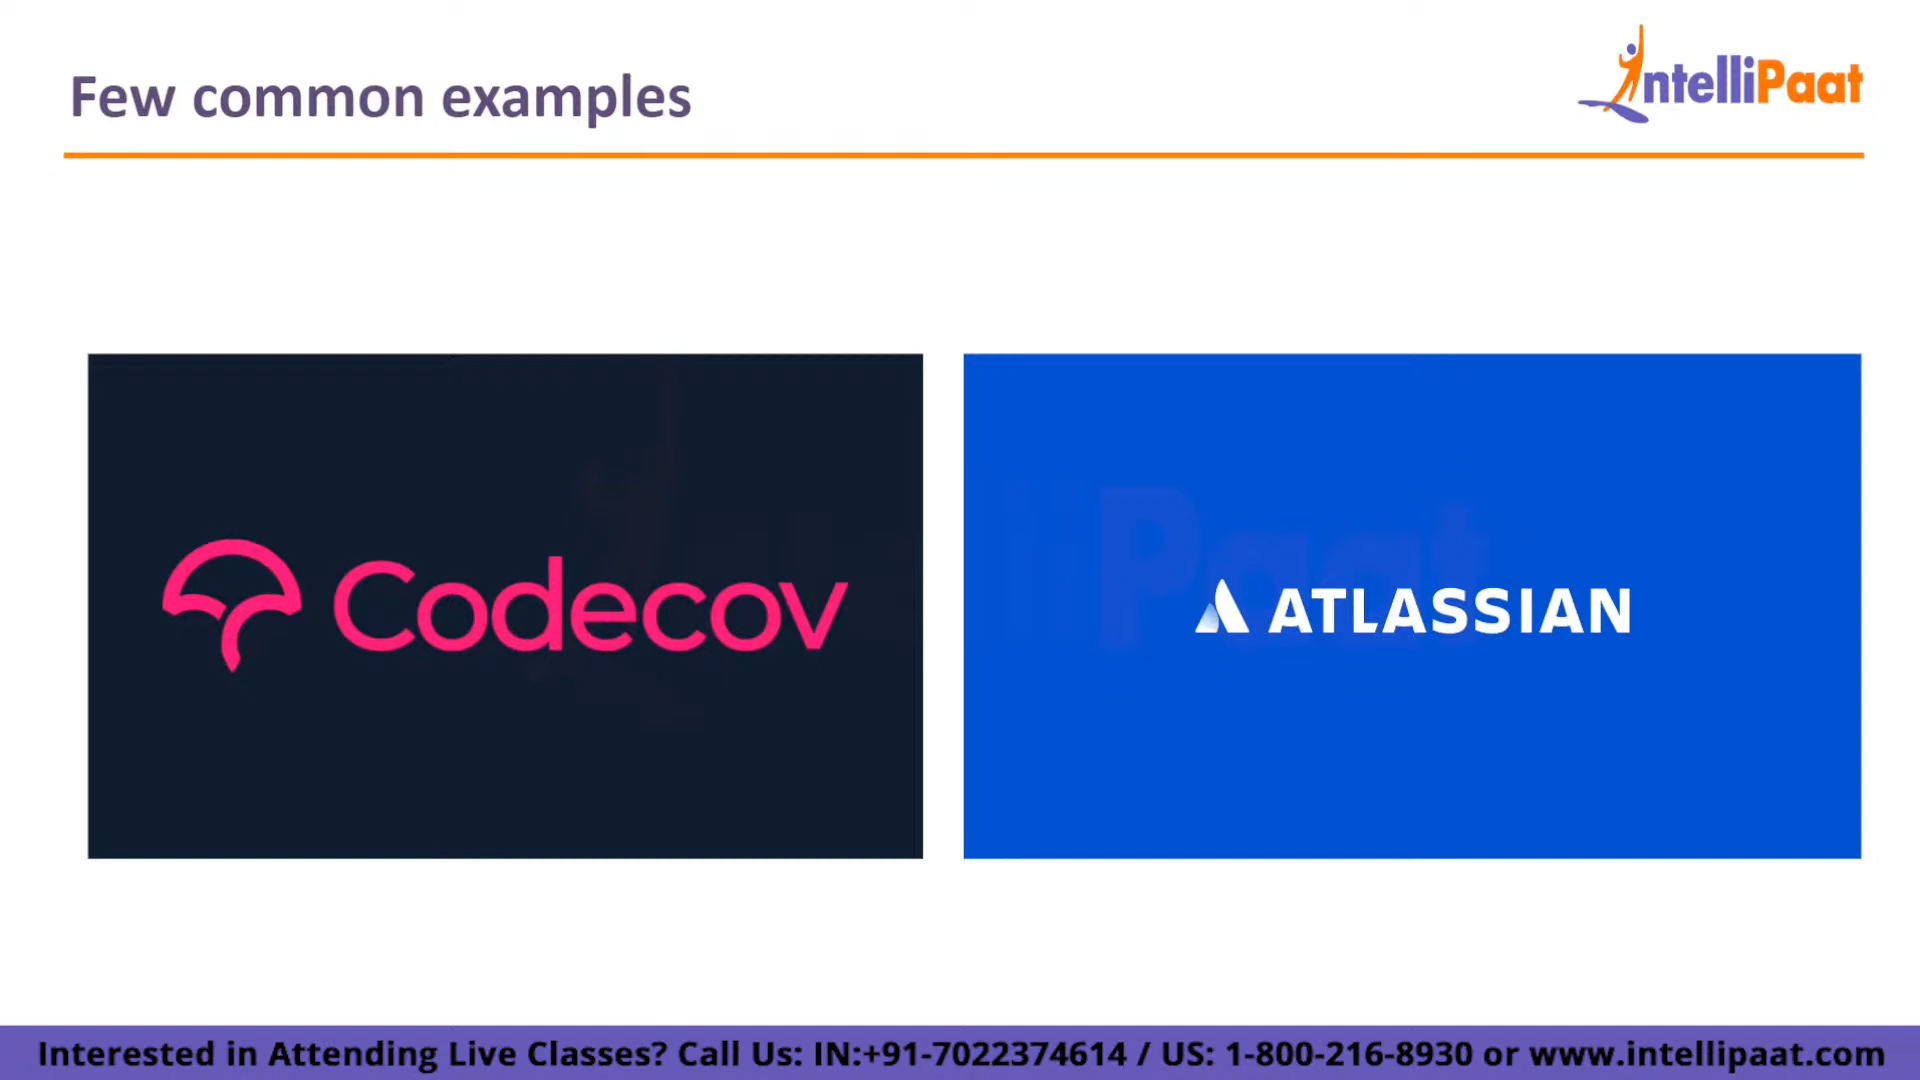 Few common examples
IntelliPaat
Codecov
ATLASSIAN
Interested in Attending Live Classes? Call Us: IN:+91-7022374614 / US: 1-800-216-8930 or www.intellipaat.com